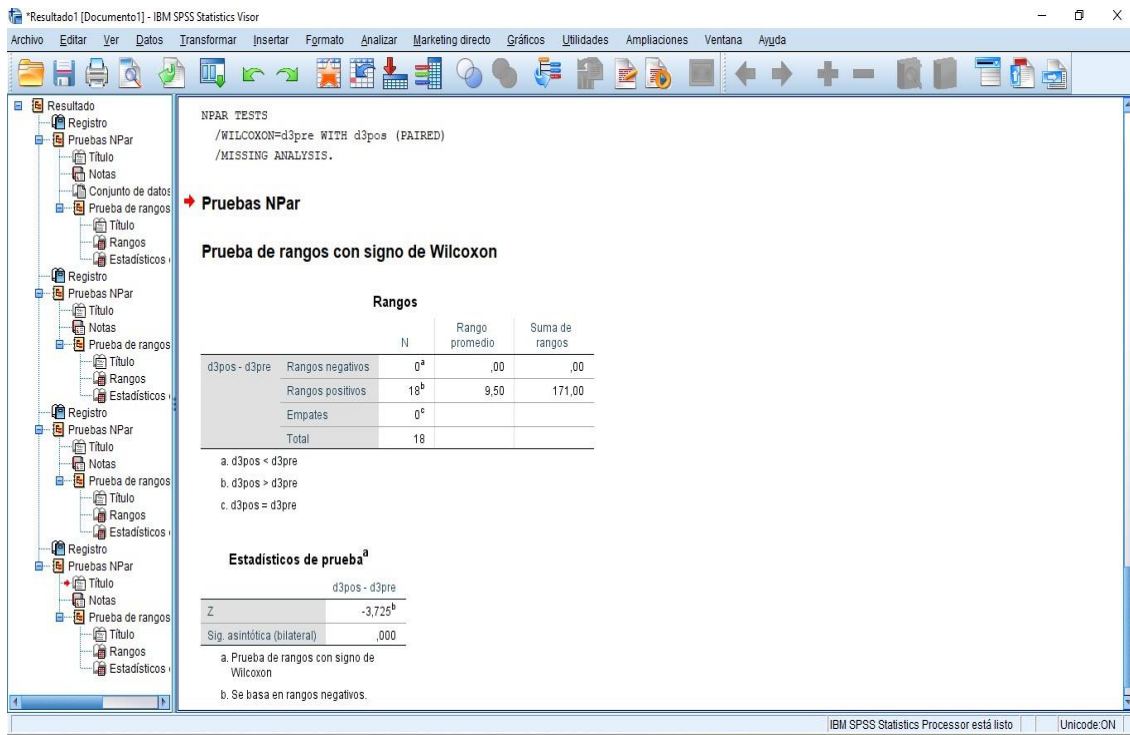 *Resultado1 [Documento1] - IBM SPSS Statistics Visor
Archivo Editar Ver Datos Transformar Insertar Formato Analizar Marketing directo Gráficos Utilidades Ampliaciones Ventana Ayuda
Resultado
Registro
Pruebas NPar
Título
Notas
Conjunto de datos
Prueba de rangos
Título
Rangos
Estadísticos
Registro
Pruebas NPar
Título
Notas
Prueba de rangos
Título
Rangos
Estadísticos
Registro
Pruebas NPar
Título
Notas
Prueba de rangos
Título
Rangos
Estadísticos
Registro
Pruebas NPar
Título
Notas
Prueba de rangos
Título
Rangos
Estadísticos
NPAR TESTS
/WILCOXON=d3pre WITH d3pos (PAIRED)
/MISSING ANALYSIS.
Pruebas NPar
Prueba de rangos con signo de Wilcoxon
Rangos
N Rango promedio Suma de rangos
d3pos - d3pre Rangos negativos 0a ,00 ,00
Rangos positivos 18b 9,50 171,00
Empates 0c
Total 18
a. d3pos < d3pre
b. d3pos > d3pre
c. d3pos = d3pre
Estadísticos de pruebaa
d3pos - d3pre
Z -3,725b
Sig. asintótica (bilateral) ,000
a. Prueba de rangos con signo de
Wilcoxon
b. Se basa en rangos negativos.
IBM SPSS Statistics Processor está listo Unicode:ON